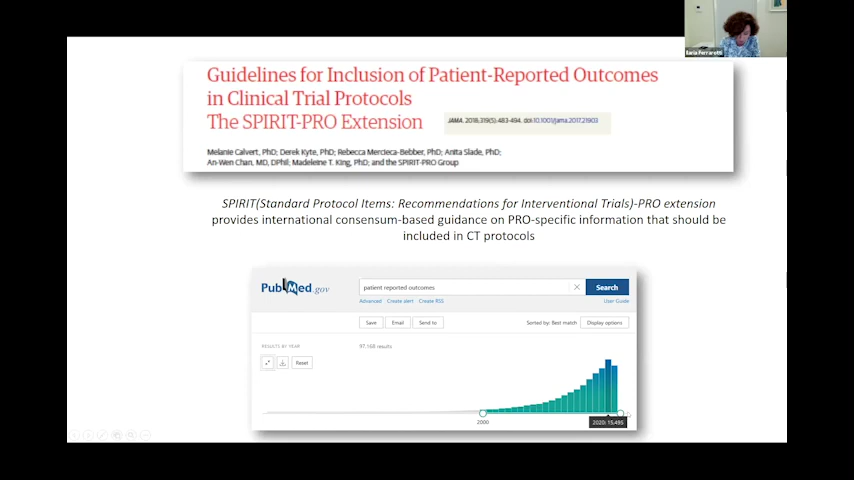 Ilaria Ferrarotti
Guidelines for Inclusion of Patient-Reported Outcomes
in Clinical Trial Protocols
The SPIRIT-PRO Extension
JAMA. 2018;319(5):483-494. doi:10.1001/jama.2017.21903
Melanie Calvert, PhD; Derek Kyte, PhD; Rebecca Mercieca-Bebber, PhD; Anita Slade, PhD;
An-Wen Chan, MD, DPhil; Madeleine T. King, PhD; and the SPIRIT-PRO Group
SPIRIT(Standard Protocol Items: Recommendations for Interventional Trials)-PRO extension
provides international consensum-based guidance on PRO-specific information that should be
included in CT protocols
PubMed.gov
patient reported outcomes
Search
Advanced Create alert Create RSS
User Guide
Save Email Send to
Sorted by: Best match Display options
RESULTS BY YEAR
97,168 results
Reset
2000
2020: 15,495